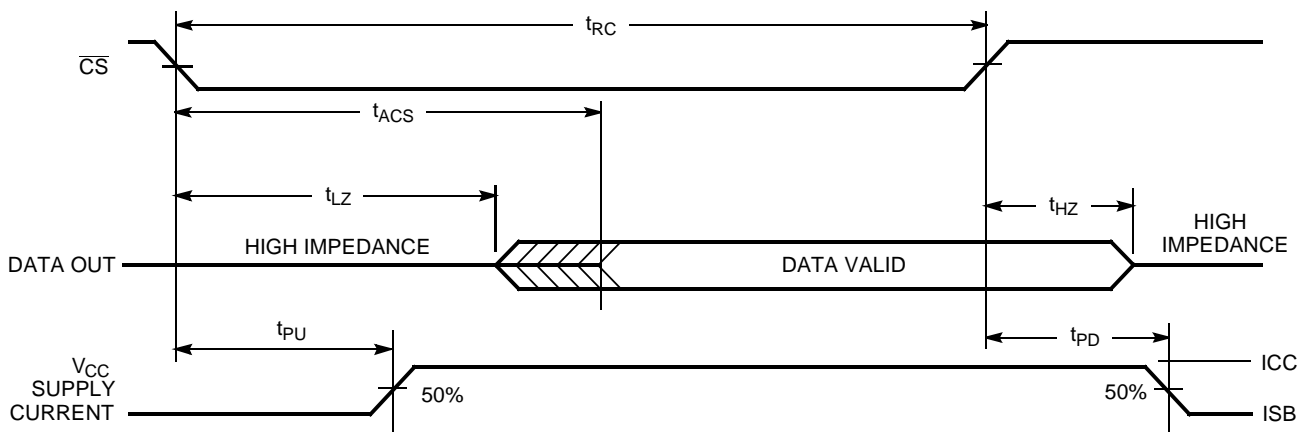 tRC
CS
tACS
tLZ
tHZ
HIGH IMPEDANCE
HIGH
IMPEDANCE
DATA OUT
DATA VALID
tPU
tPD
VCC
SUPPLY
CURRENT
50%
50%
ICC
ISB